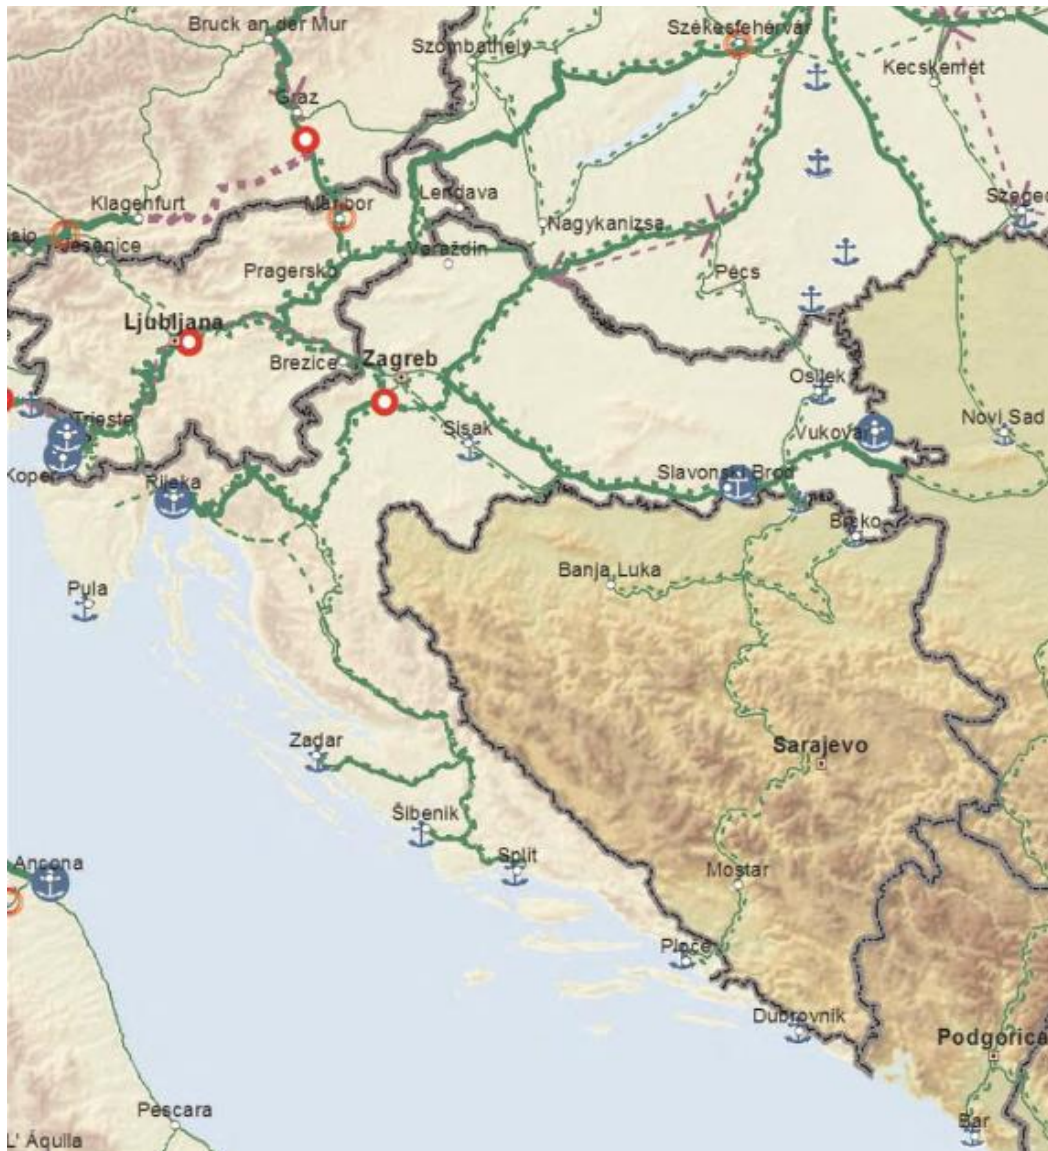 Bruck an der Mur
Székesfehérvár
Szombathely
Kecskemét
Graz
Klagenfurt
Maribor
Lendava
Szeged
Nagykanizsa
Jesenice
Varaždin
Pragersko
Pécs
Ljubljana
Brezice
Zagreb
Osijek
Trieste
Sisak
Vukovar
Novi Sad
Koper
Rijeka
Slavonski Brod
Brčko
Banja Luka
Pula
Zadar
Sarajevo
Šibenik
Split
Ancona
Mostar
Ploče
Dubrovnik
Podgorica
Pescara
Bar
L' Aquila